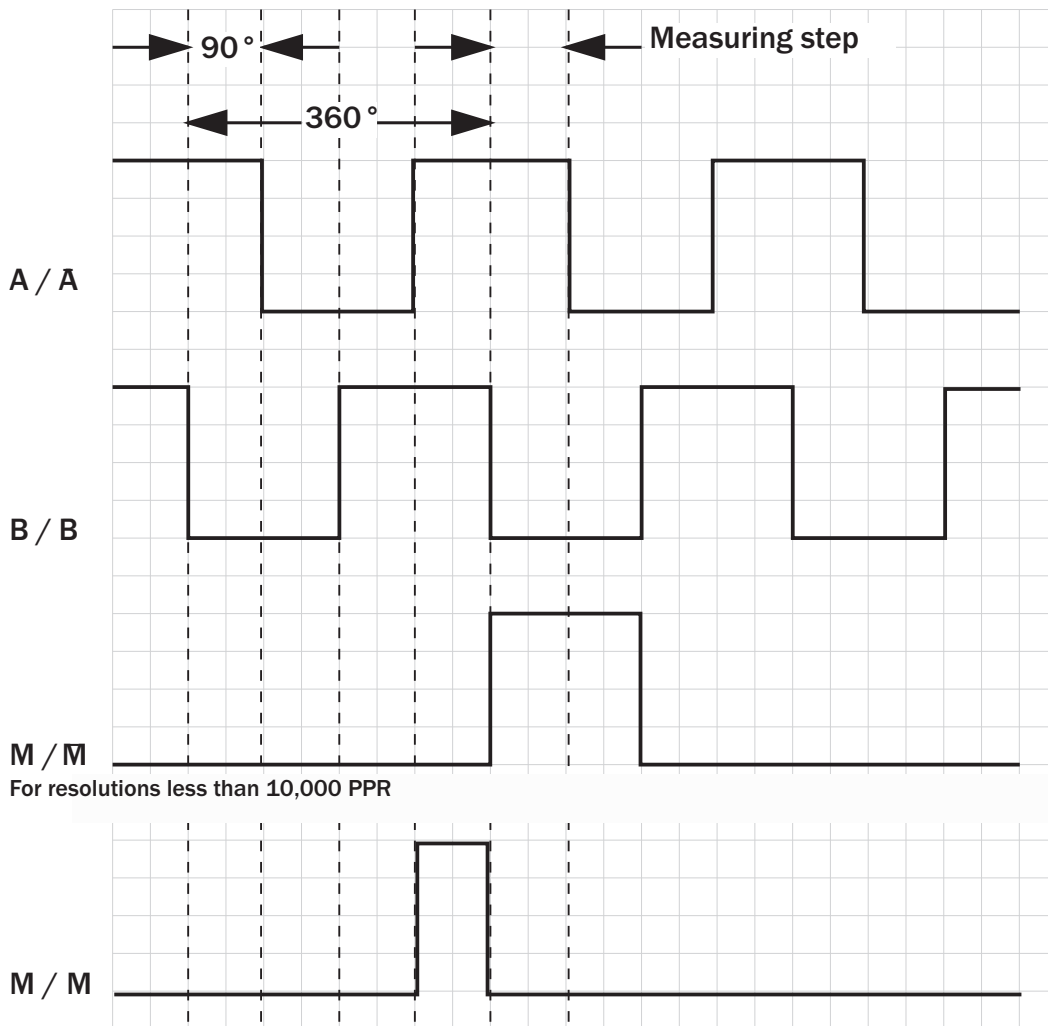 90°
Measuring step
360°
A / Ā
B / B
M / M̅
For resolutions less than 10,000 PPR
M / M